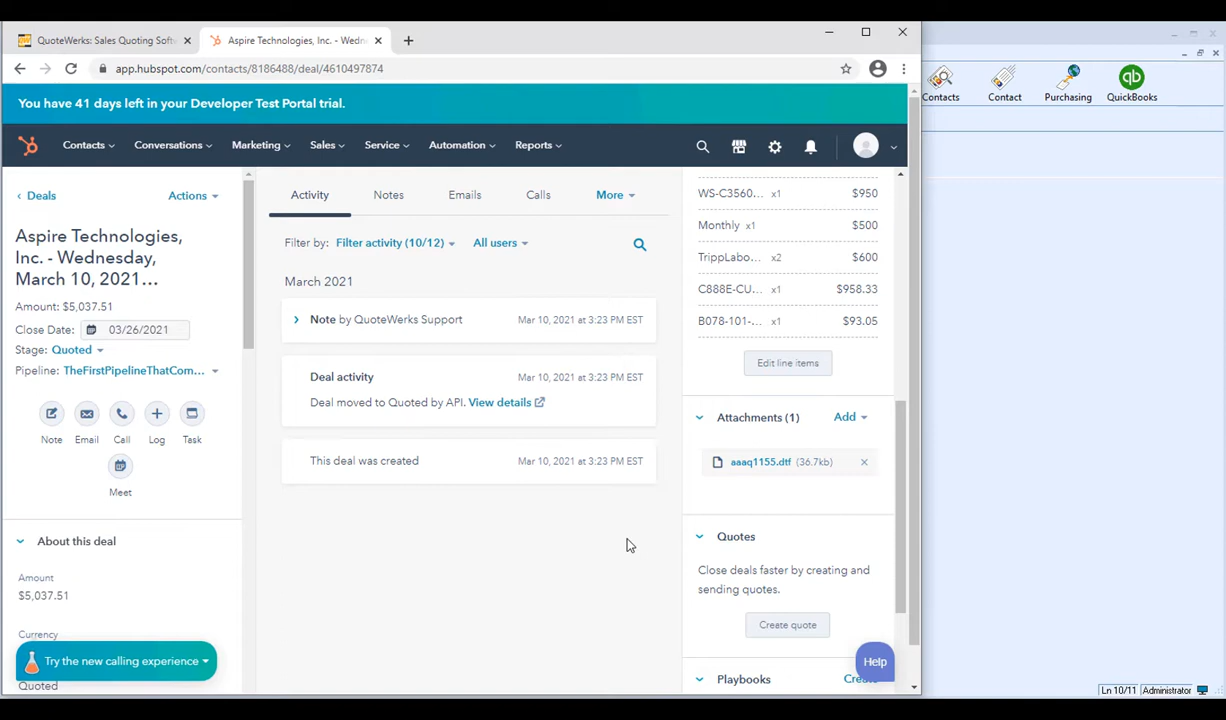 QuoteWerks: Sales Quoting Softw
Aspire Technologies, Inc. - Wedn
app.hubspot.com/contacts/8186488/deal/4610497874
You have 41 days left in your Developer Test Portal trial.
Contacts Conversations Marketing Sales Service Automation Reports
Contacts Contact Purchasing QuickBooks
qb
Deals Actions
Aspire Technologies,
Inc. - Wednesday,
March 10, 2021...
Amount: $5,037.51
Close Date: 03/26/2021
Stage: Quoted
Pipeline: TheFirstPipelineThatCom...
Note Email Call Log Task
Meet
About this deal
Amount
$5,037.51
Currency
Try the new calling experience
Quoted
Activity Notes Emails Calls More
Filter by: Filter activity (10/12) All users
March 2021
Note by QuoteWerks Support Mar 10, 2021 at 3:23 PM EST
Deal activity Mar 10, 2021 at 3:23 PM EST
Deal moved to Quoted by API. View details
This deal was created Mar 10, 2021 at 3:23 PM EST
WS-C3560... x1 $950
Monthly x1 $500
TrippLabo... x2 $600
C888E-CU... x1 $958.33
B078-101-... x1 $93.05
Edit line items
Attachments (1) Add
aaaq1155.dtf (36.7kb)
Quotes
Close deals faster by creating and
sending quotes.
Create quote
Help
Playbooks
Ln 10/11 Administrator